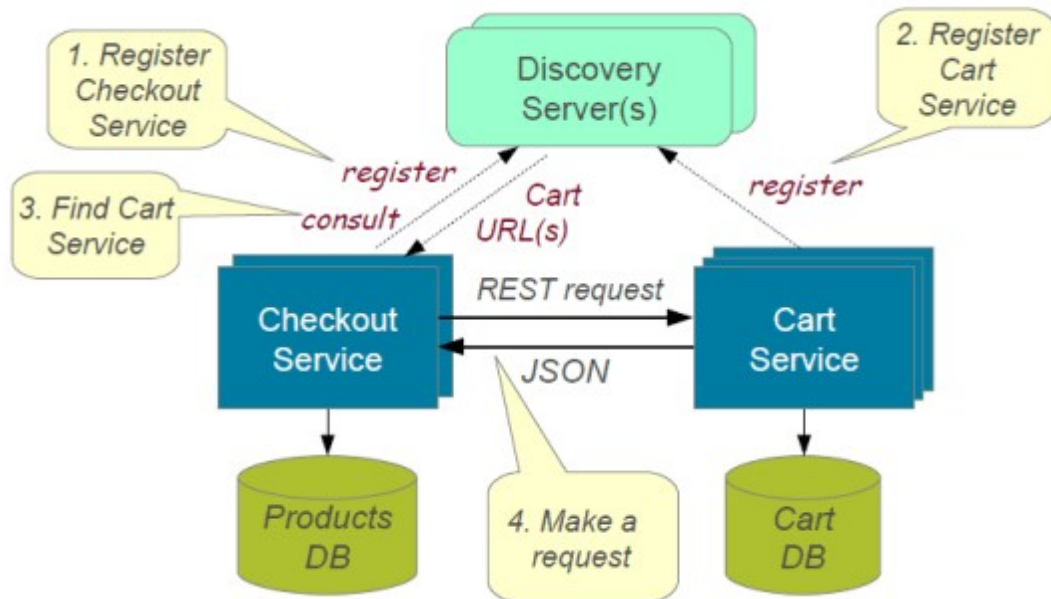 1. Register
Checkout
Service
Discovery
Server(s)
2. Register
Cart
Service
register
consult
Cart
URL(s)
register
3. Find Cart
Service
Checkout
Service
REST request
JSON
Cart
Service
Products
DB
4. Make a
request
Cart
DB